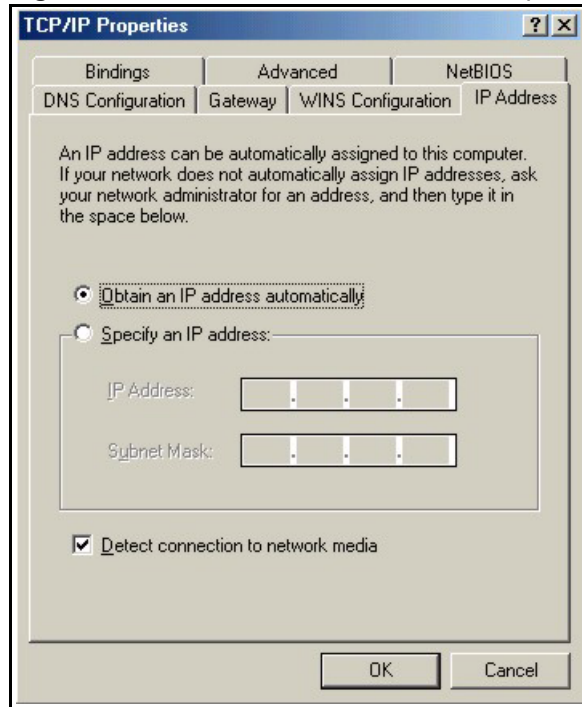 TCP/IP Properties
? ×
Bindings Advanced NetBIOS
DNS Configuration Gateway WINS Configuration IP Address
An IP address can be automatically assigned to this computer.
If your network does not automatically assign IP addresses, ask
your network administrator for an address, and then type it in
the space below.
Obtain an IP address automatically
Specify an IP address:
IP Address: . . .
Subnet Mask: . . .
Detect connection to network media
OK Cancel